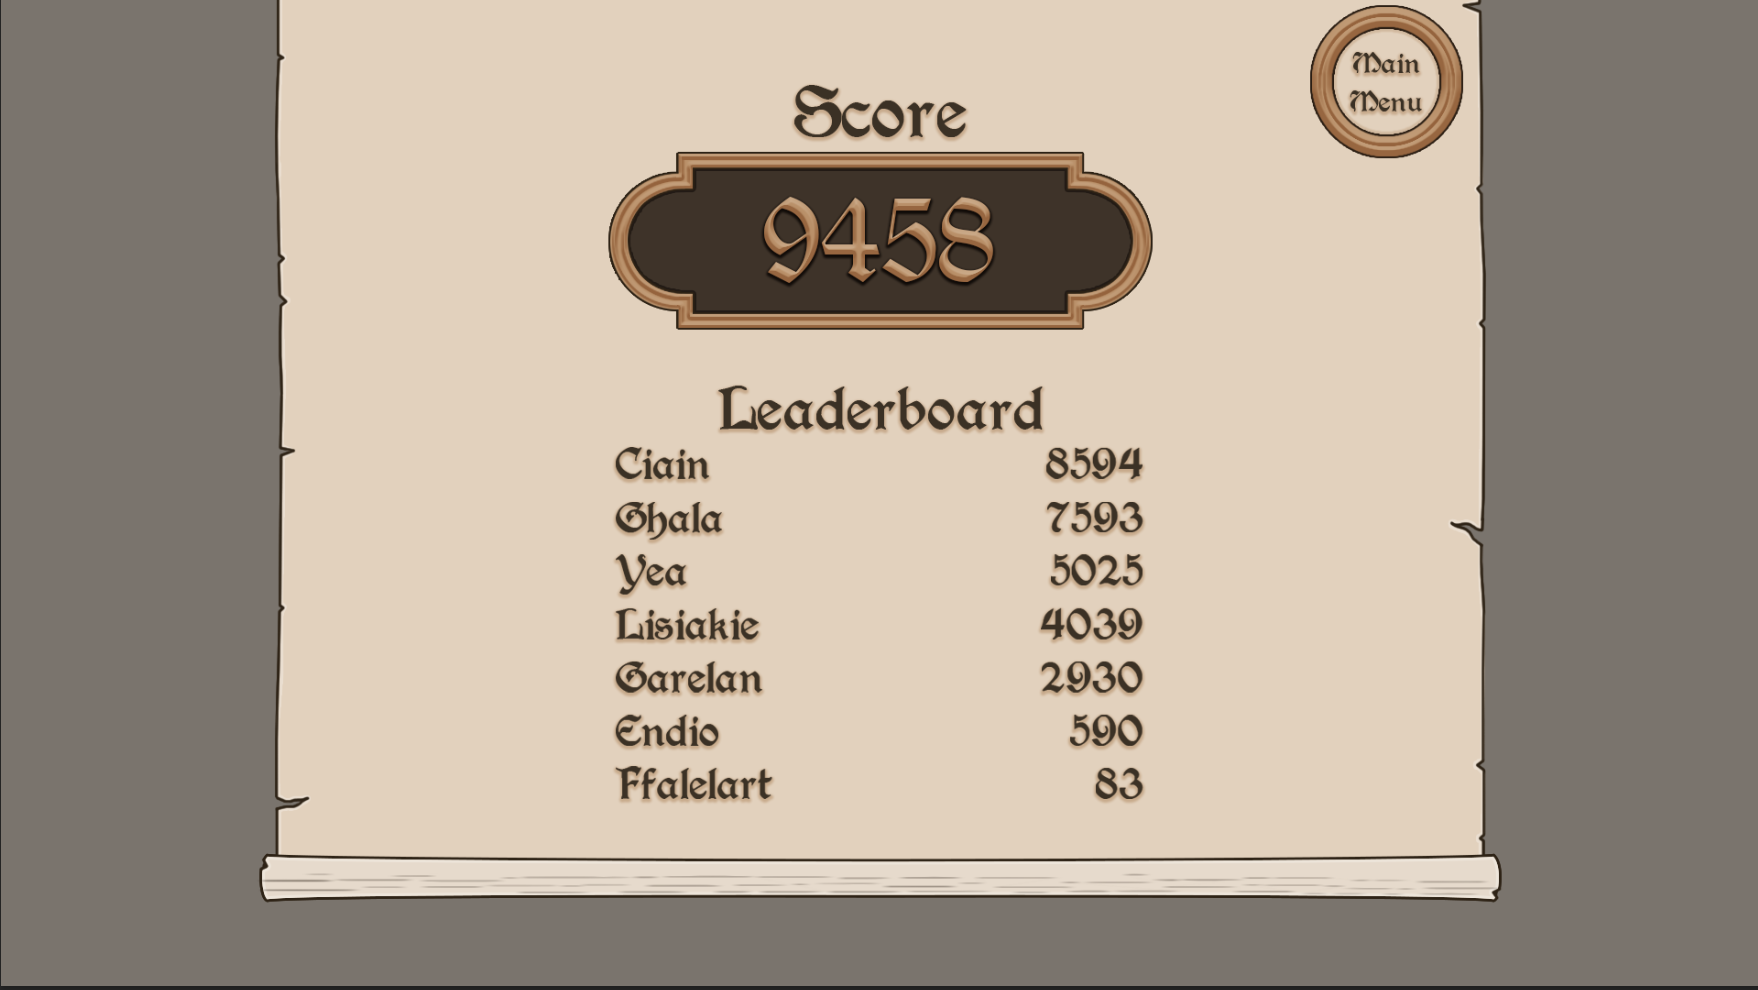 Main
Menu
Score
9458
Leaderboard
Ciain 8594
Ghala 7593
Yea 5025
Lisiakie 4039
Garelan 2930
Endio 590
Ffalelart 83